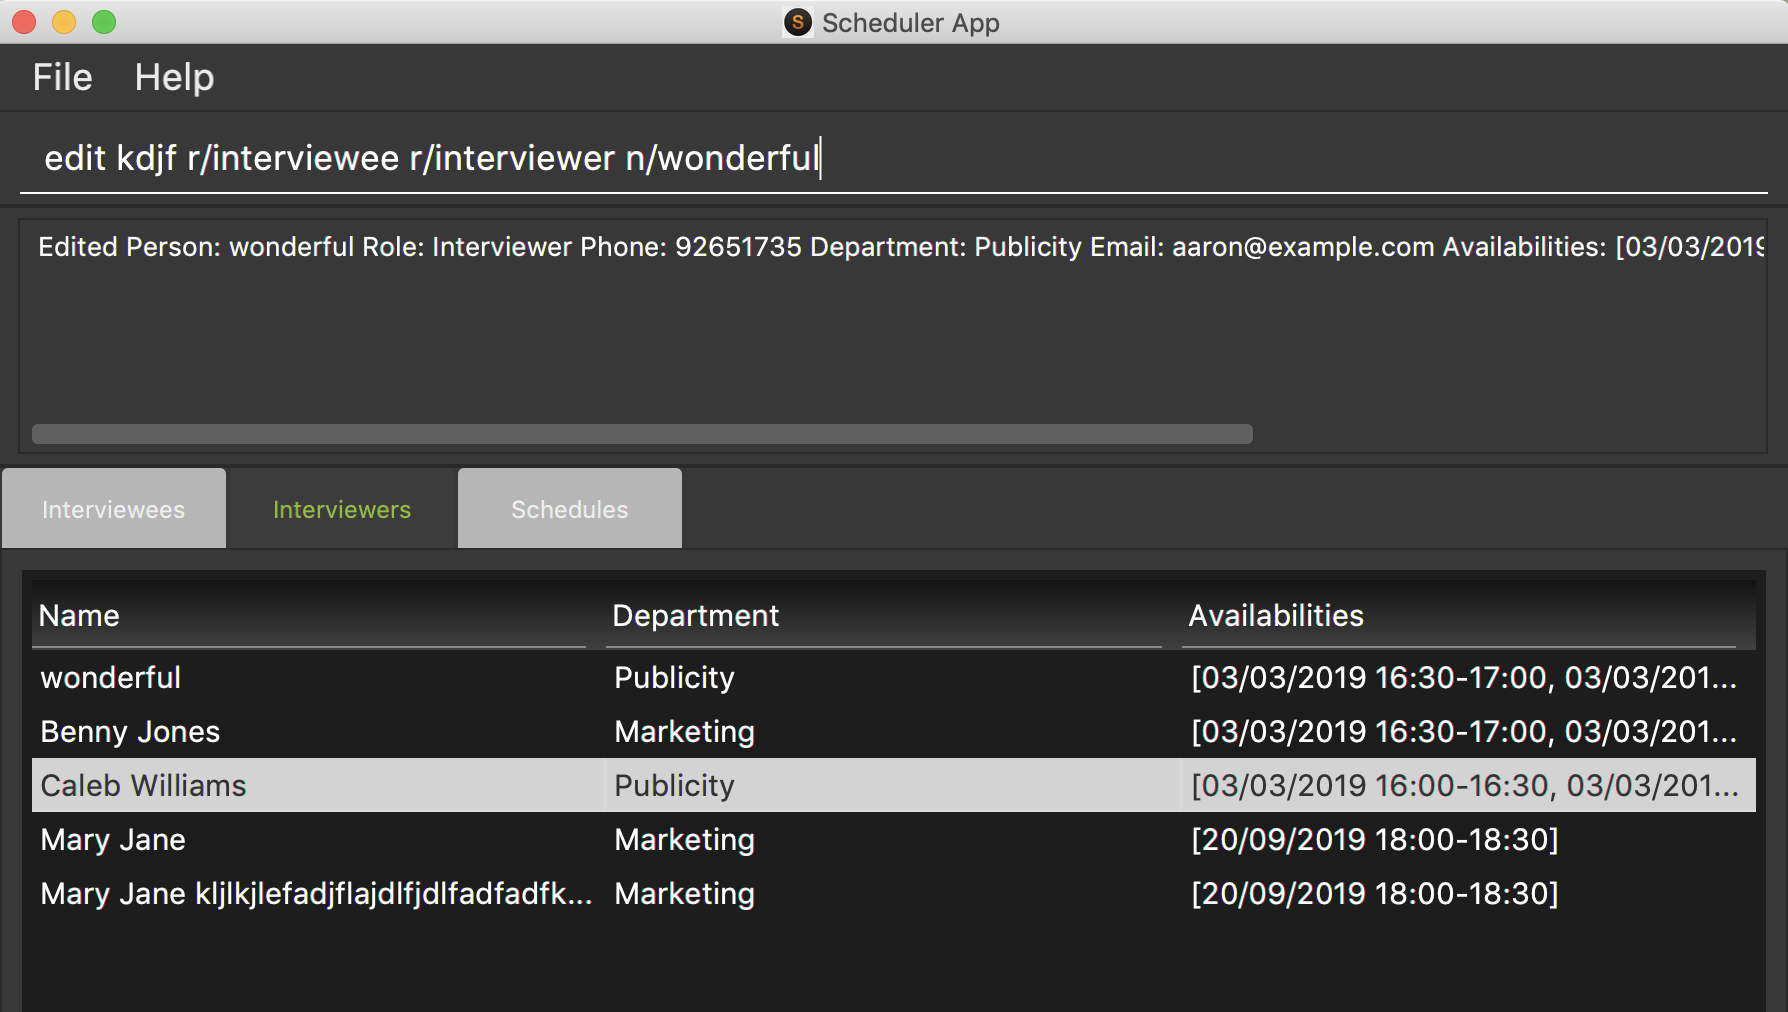 S Scheduler App
File Help
edit kdjf r/interviewee r/interviewer n/wonderful
Edited Person: wonderful Role: Interviewer Phone: 92651735 Department: Publicity Email: aaron@example.com Availabilities: [03/03/2019
Interviewees Interviewers Schedules
Name Department Availabilities
wonderful Publicity [03/03/2019 16:30-17:00, 03/03/201...
Benny Jones Marketing [03/03/2019 16:30-17:00, 03/03/201...
Caleb Williams Publicity [03/03/2019 16:00-16:30, 03/03/201...
Mary Jane Marketing [20/09/2019 18:00-18:30]
Mary Jane kljlkjlefadjflajdlfjdlfadfadfk... Marketing [20/09/2019 18:00-18:30]